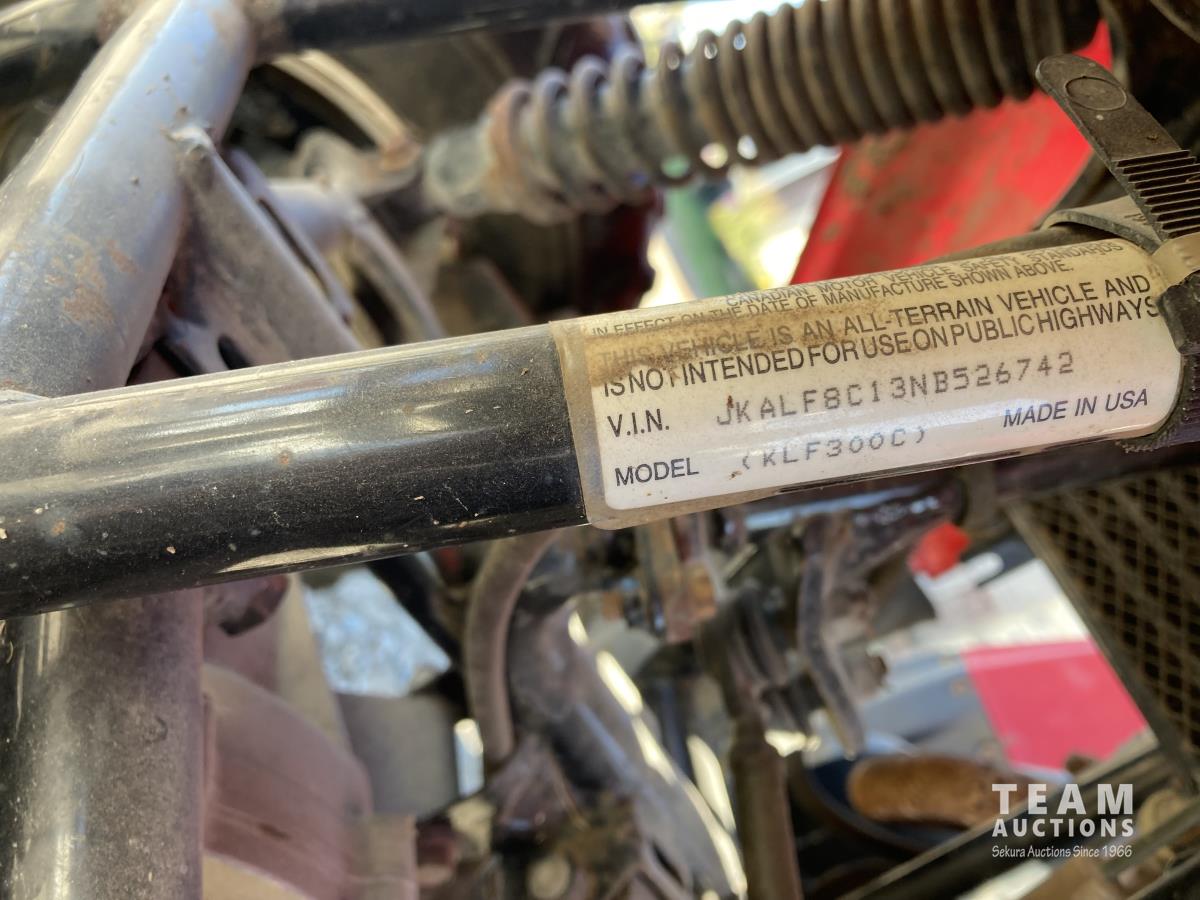 CANADIAN MOTOR VEHICLE SAFETY STANDARDS
IN EFFECT ON THE DATE OF MANUFACTURE SHOWN ABOVE.
THIS VEHICLE IS AN ALL-TERRAIN VEHICLE AND
IS NOT INTENDED FOR USE ON PUBLIC HIGHWAYS
V.I.N. JKALF8C13NB526742
MODEL (KLF300C) MADE IN USA
TEAM
AUCTIONS
Sekura Auctions Since 1966